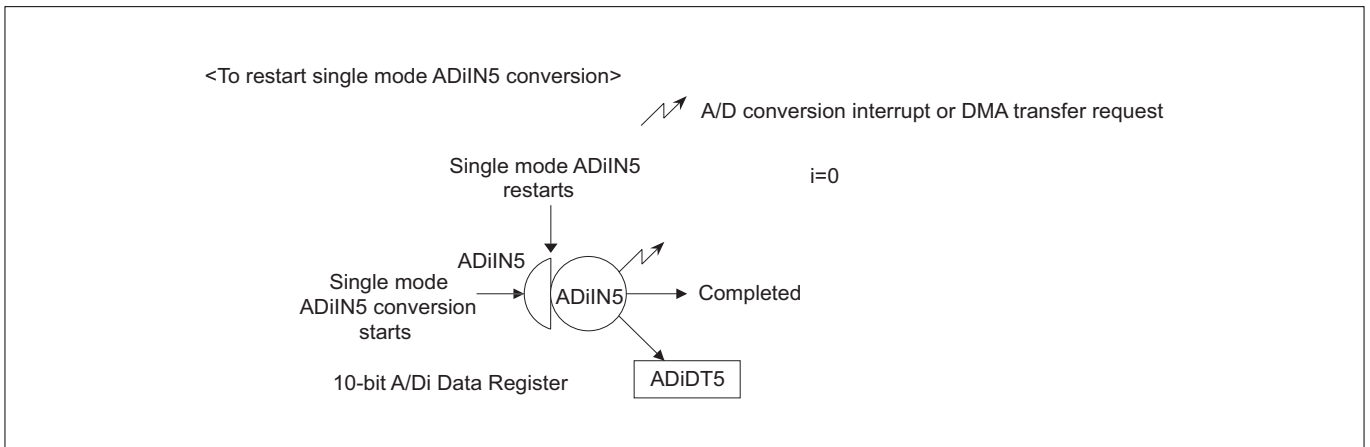 <To restart single mode ADiIN5 conversion>
A/D conversion interrupt or DMA transfer request
Single mode ADiIN5
restarts
i=0
ADiIN5
Single mode
ADiIN5 conversion
starts
ADiIN5
Completed
10-bit A/Di Data Register
ADiDT5